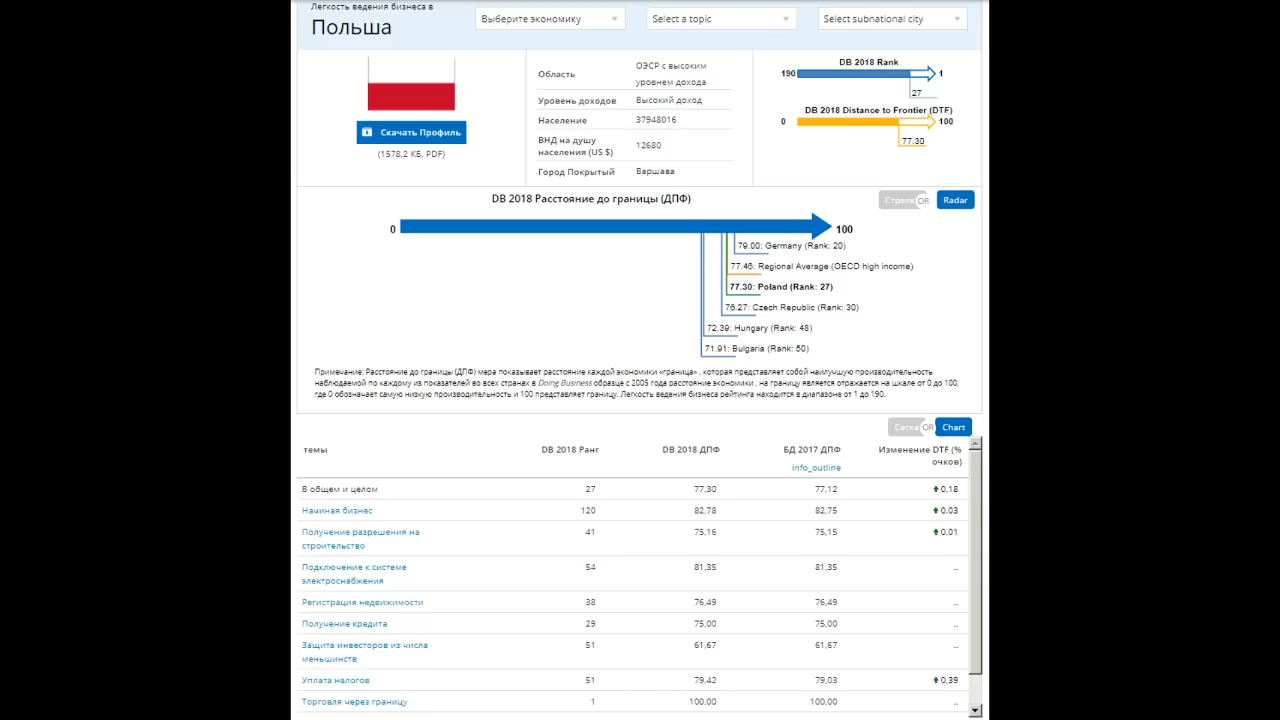 Легкость ведения бизнеса в
Польша
Выберите экономику
Select a topic
Select subnational city
Скачать Профиль
(1578,2 КБ, PDF)
Область
ОЭСР с высоким
уровнем дохода
Уровень доходов
Высокий доход
Население
37948016
ВНД на душу
населения (US $)
12680
Город Покрытый
Варшава
DB 2018 Rank
190
1
27
DB 2018 Distance to Frontier (DTF)
0
100
77.30
DB 2018 Расстояние до границы (ДПФ)
Стрелк
OR
Radar
0
100
79.00: Germany (Rank: 20)
77.46: Regional Average (OECD high income)
77.30: Poland (Rank: 27)
76.27: Czech Republic (Rank: 30)
72.39: Hungary (Rank: 48)
71.91: Bulgaria (Rank: 50)
Примечание: Расстояние до границы (ДПФ) мера показывает расстояние каждой экономики «граница» , которая представляет собой наилучшую производительность
наблюдаемой по каждому из показателей во всех странах в Doing Business образце с 2005 года расстояние экономики , на границу является отражается на шкале от 0 до 100,
где 0 обозначает самую низкую производительность и 100 представляет границу. Легкость ведения бизнеса рейтинга находится в диапазоне от 1 до 190.
Сетка
OR
Chart
темы DB 2018 Ранг DB 2018 ДПФ БД 2017 ДПФ Изменение DTF (%
info_outline очков)
В общем и целом 27 77,30 77,12 0,18
Начиная бизнес 120 82,78 82,75 0,03
Получение разрешения на 41 75,16 75,15 0,01
строительство
Подключение к системе 54 81,35 81,35 ..
электроснабжения
Регистрация недвижимости 38 76,49 76,49 ..
Получение кредита 29 75,00 75,00 ..
Защита инвесторов из числа 51 61,67 61,67 ..
меньшинств
Уплата налогов 51 79,42 79,03 0,39
Торговля через границу 1 100,00 100,00 ..